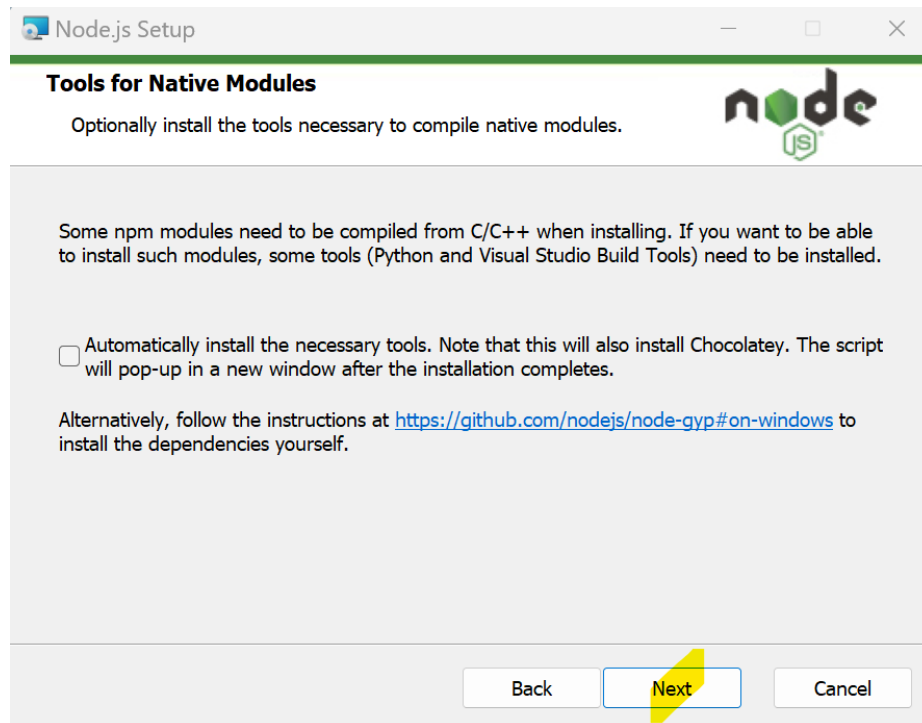 Node.js Setup
Tools for Native Modules
Optionally install the tools necessary to compile native modules.
node
JS
Some npm modules need to be compiled from C/C++ when installing. If you want to be able
to install such modules, some tools (Python and Visual Studio Build Tools) need to be installed.
Automatically install the necessary tools. Note that this will also install Chocolatey. The script
will pop-up in a new window after the installation completes.
Alternatively, follow the instructions at https://github.com/nodejs/node-gyp#on-windows to
install the dependencies yourself.
Back Next Cancel